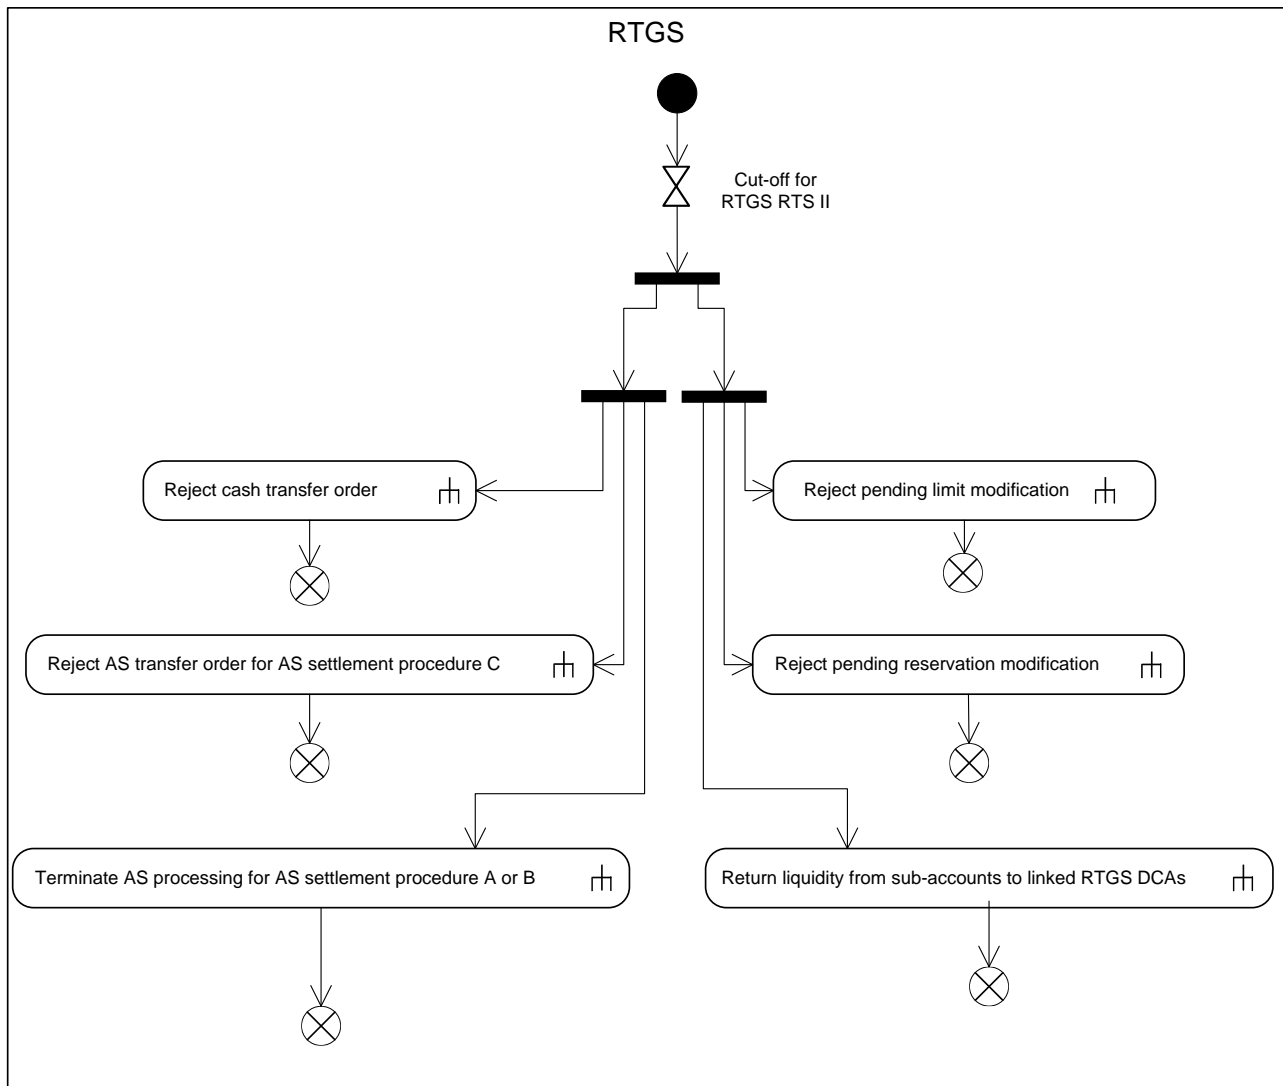 RTGS
Cut-off for
RTGS RTS II
Reject cash transfer order
Reject pending limit modification
Reject AS transfer order for AS settlement procedure C
Reject pending reservation modification
Terminate AS processing for AS settlement procedure A or B
Return liquidity from sub-accounts to linked RTGS DCAs